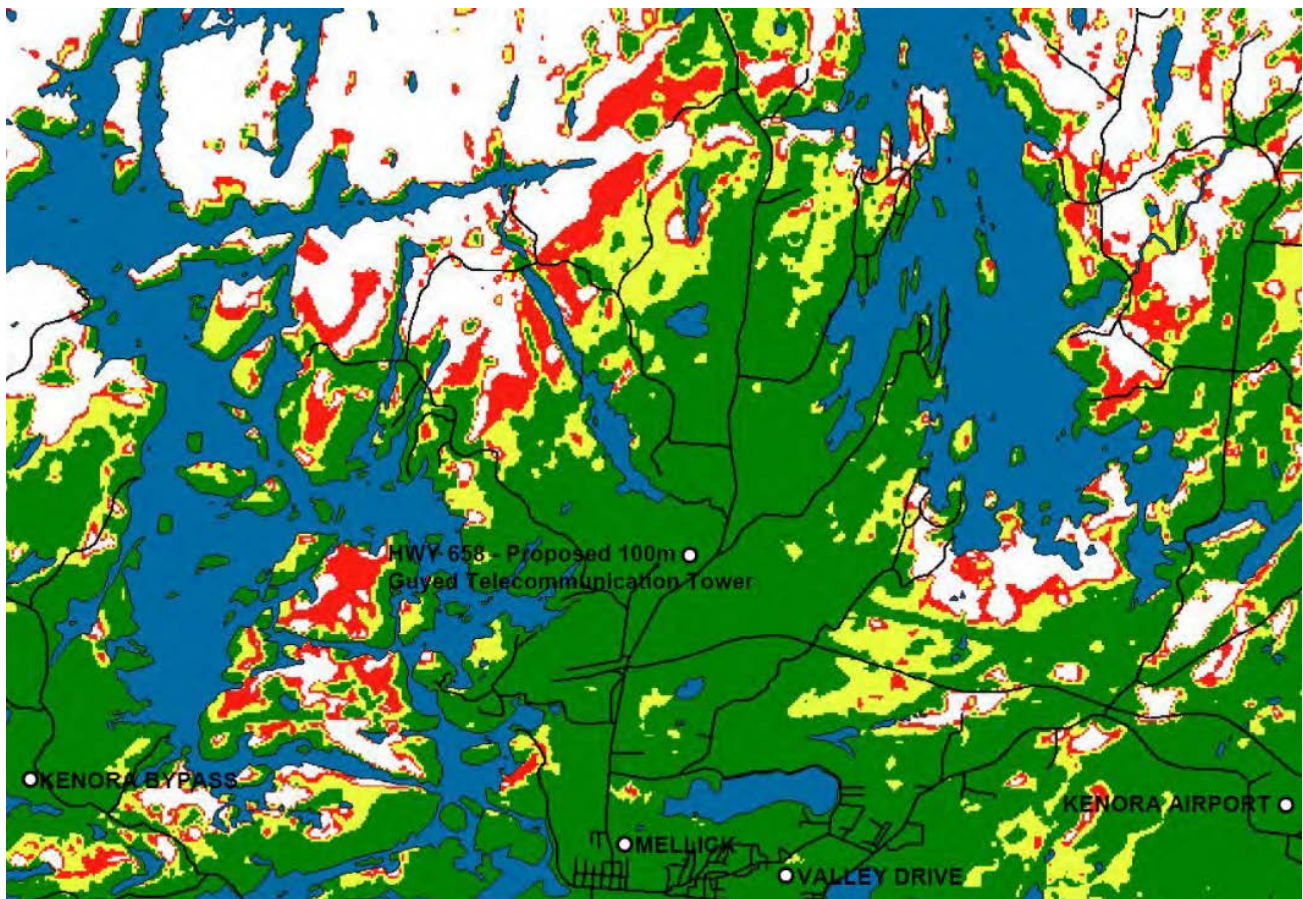 HWY 658 - Proposed 100m
Guyed Telecommunication Tower
KENORA BYPASS
KENORA AIRPORT
MELLICK
VALLEY DRIVE